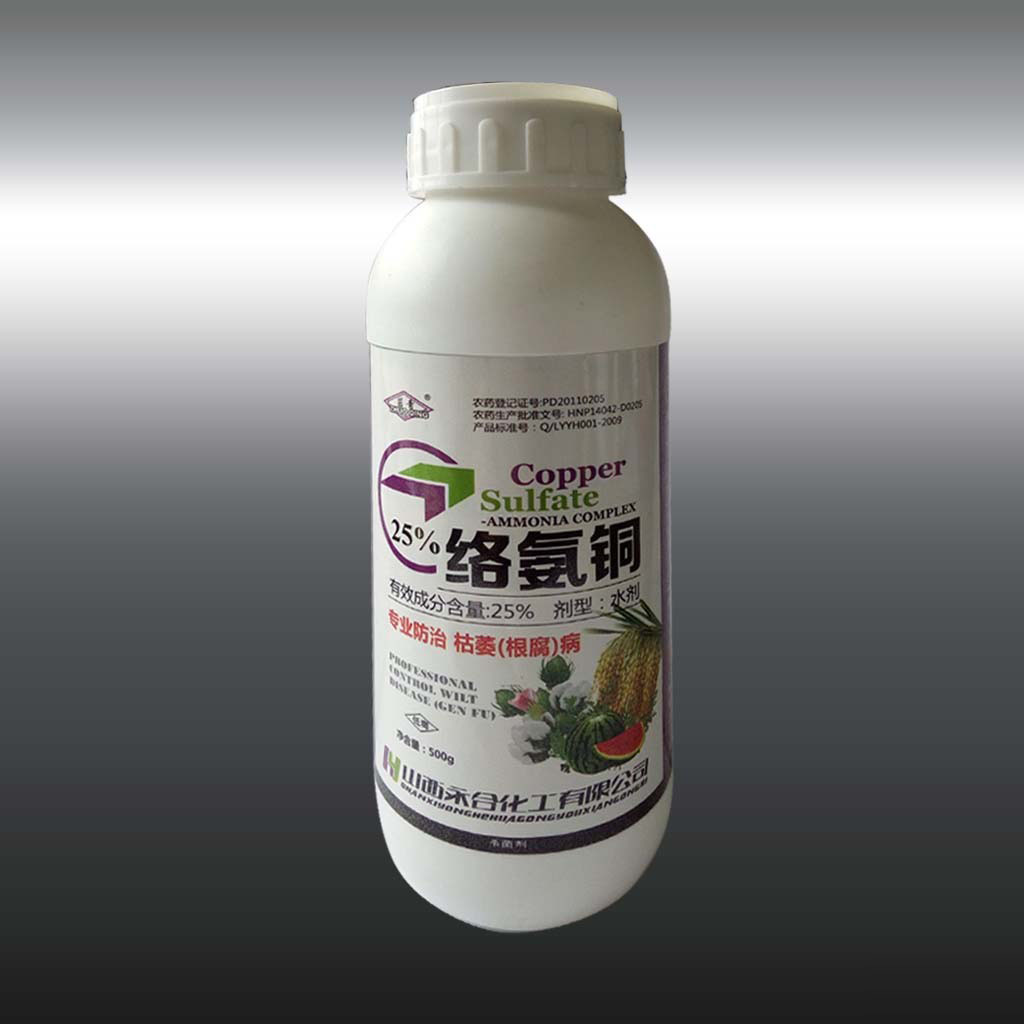 农药登记证号:PD20110205
农药生产批准文号: HNP14042-D0205
产品标准号：Q/LYYH001-2009
®
Copper
Sulfate
-AMMONIA COMPLEX
25% 络氨铜
有效成分含量:25% 剂型：水剂
专业防治 枯萎(根腐)病
PROFESSIONAL
CONTROL WILT
DISEASE (GEN FU)
低毒
净含量：500g
山西永合化工有限公司
SHANXIYONGHEHUAGONGYOUXIANGONGSI
杀菌剂